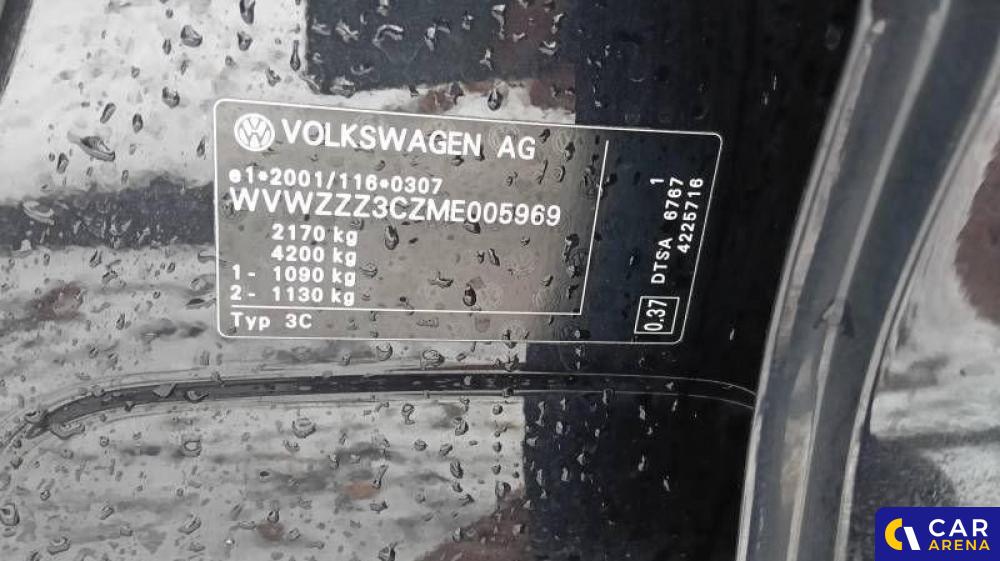 VOLKSWAGEN AG
e1*2001/116*0307
WVWZZZ3CZME005969
2170 kg
4200 kg
1- 1090 kg
2- 1130 kg
Typ 3C
1
DTSA 6767
4225716
0.37
CAR
ARENA